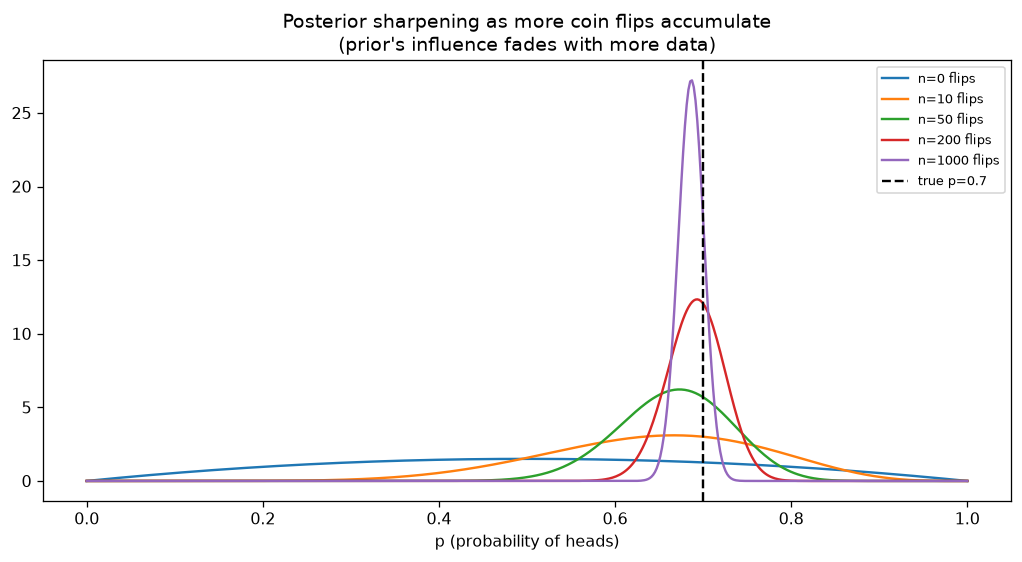 Posterior sharpening as more coin flips accumulate
(prior's influence fades with more data)
n=0 flips
n=10 flips
n=50 flips
n=200 flips
n=1000 flips
true p=0.7
25
20
15
10
5
0
0.0
0.2
0.4
0.6
0.8
1.0
p (probability of heads)